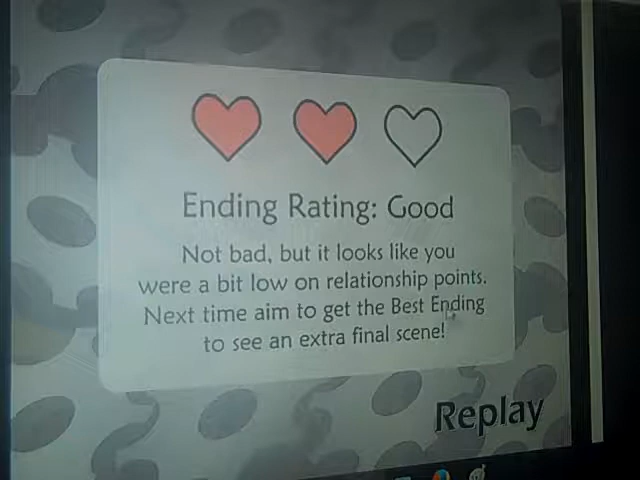 Ending Rating: Good
Not bad, but it looks like you
were a bit low on relationship points.
Next time aim to get the Best Ending
to see an extra final scene!
Replay